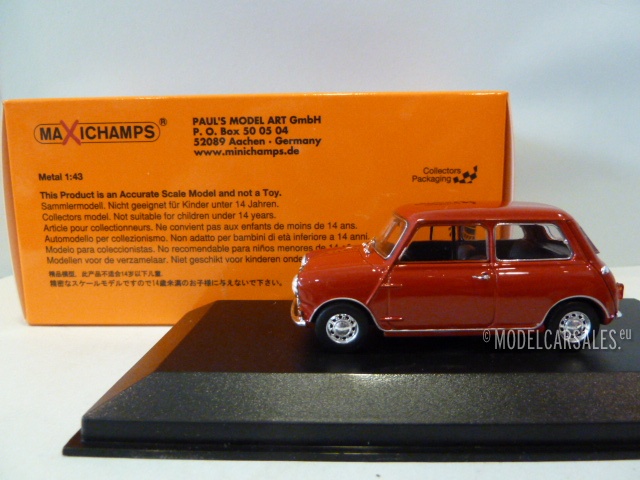 MAXICHAMPS®
PAUL'S MODEL ART GmbH
P. O. Box 50 05 04
52089 Aachen · Germany
www.minichamps.de
Metal 1:43
Collectors
Packaging
This Product is an Accurate Scale Model and not a Toy.
Sammlermodell. Nicht geeignet für Kinder unter 14 Jahren.
Collectors model. Not suitable for children under 14 years.
Article pour collectionneurs. Ne convient pas aux enfants de moins de 14 ans.
Automodello per collezionismo. Non adatto per bambini di età inferiore a 14 anni.
Modelo para coleccionistas. No recomendado para niños menores de 14
Modellen voor de verzamelaar. Niet geschikt voor kinderen onder
精品模型，此产品不适合14岁以下儿童.
精密なスケールモデルですので14歳未満のお子様に与えないで下さい.
© MODELCARSALES.eu